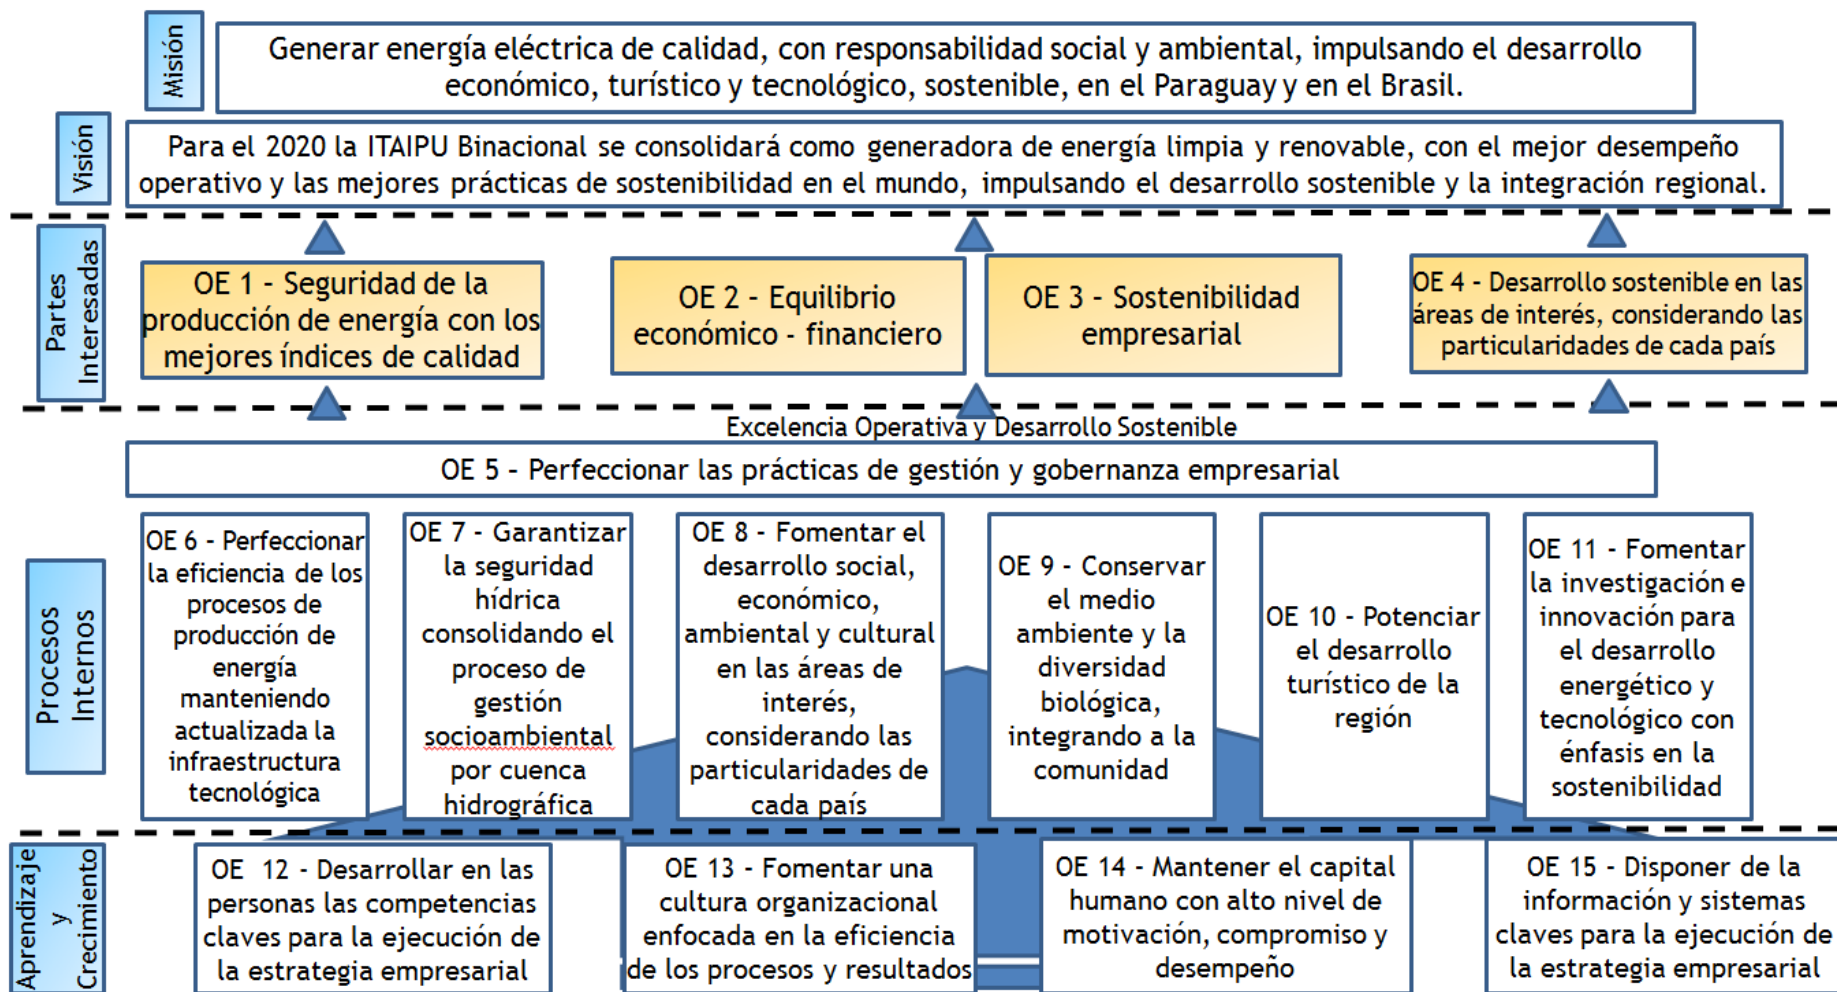 Misión
Generar energía eléctrica de calidad, con responsabilidad social y ambiental, impulsando el desarrollo
económico, turístico y tecnológico, sostenible, en el Paraguay y en el Brasil.
Visión
Para el 2020 la ITAIPU Binacional se consolidará como generadora de energía limpia y renovable, con el mejor desempeño
operativo y las mejores prácticas de sostenibilidad en el mundo, impulsando el desarrollo sostenible y la integración regional.
Partes
Interesadas
OE 1 - Seguridad de la
producción de energía con los
mejores índices de calidad
OE 2 - Equilibrio
económico - financiero
OE 3 - Sostenibilidad
empresarial
OE 4 - Desarrollo sostenible en las
áreas de interés, considerando las
particularidades de cada país
Excelencia Operativa y Desarrollo Sostenible
OE 5 – Perfeccionar las prácticas de gestión y gobernanza empresarial
Procesos
Internos
OE 6 - Perfeccionar
la eficiencia de los
procesos de
producción de
energía
manteniendo
actualizada la
infraestructura
tecnológica
OE 7 - Garantizar
la seguridad
hídrica
consolidando el
proceso de
gestión
socioambiental
por cuenca
hidrográfica
OE 8 - Fomentar el
desarrollo social,
económico,
ambiental y cultural
en las áreas de
interés,
considerando las
particularidades de
cada país
OE 9 - Conservar
el medio
ambiente y la
diversidad
biológica,
integrando a la
comunidad
OE 10 - Potenciar
el desarrollo
turístico de la
región
OE 11 - Fomentar
la investigación e
innovación para
el desarrollo
energético y
tecnológico con
énfasis en la
sostenibilidad
Aprendizaje
y
Crecimiento
OE 12 - Desarrollar en las
personas las competencias
claves para la ejecución de
la estrategia empresarial
OE 13 - Fomentar una
cultura organizacional
enfocada en la eficiencia
de los procesos y resultados
OE 14 - Mantener el capital
humano con alto nivel de
motivación, compromiso y
desempeño
OE 15 - Disponer de la
información y sistemas
claves para la ejecución de
la estrategia empresarial